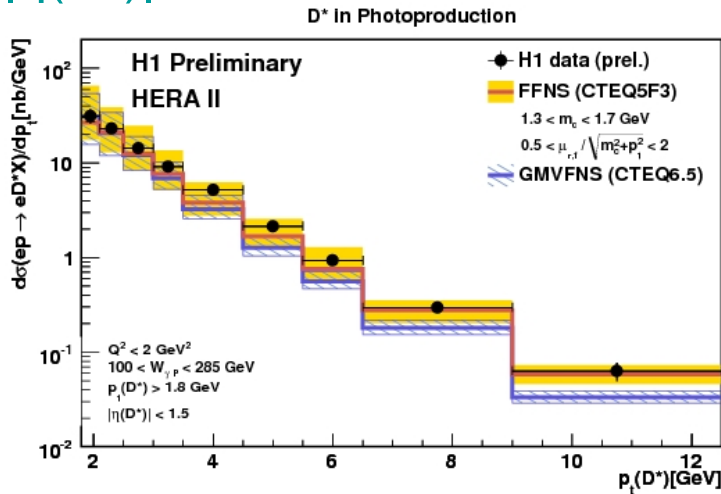 D* in Photoproduction
H1 Preliminary
HERA II
H1 data (prel.)
FFNS (CTEQ5F3)
1.3 < m_c < 1.7 GeV
0.5 < μ_r,f / √m_c²+p_t² < 2
GMVFNS (CTEQ6.5)
dσ(ep → eD*X)/dp_t[nb/GeV]
10²
10
1
10⁻¹
10⁻²
Q² < 2 GeV²
100 < W_γp < 285 GeV
p_t(D*) > 1.8 GeV
|η(D*)| < 1.5
2 4 6 8 10 12
p_t(D*)[GeV]